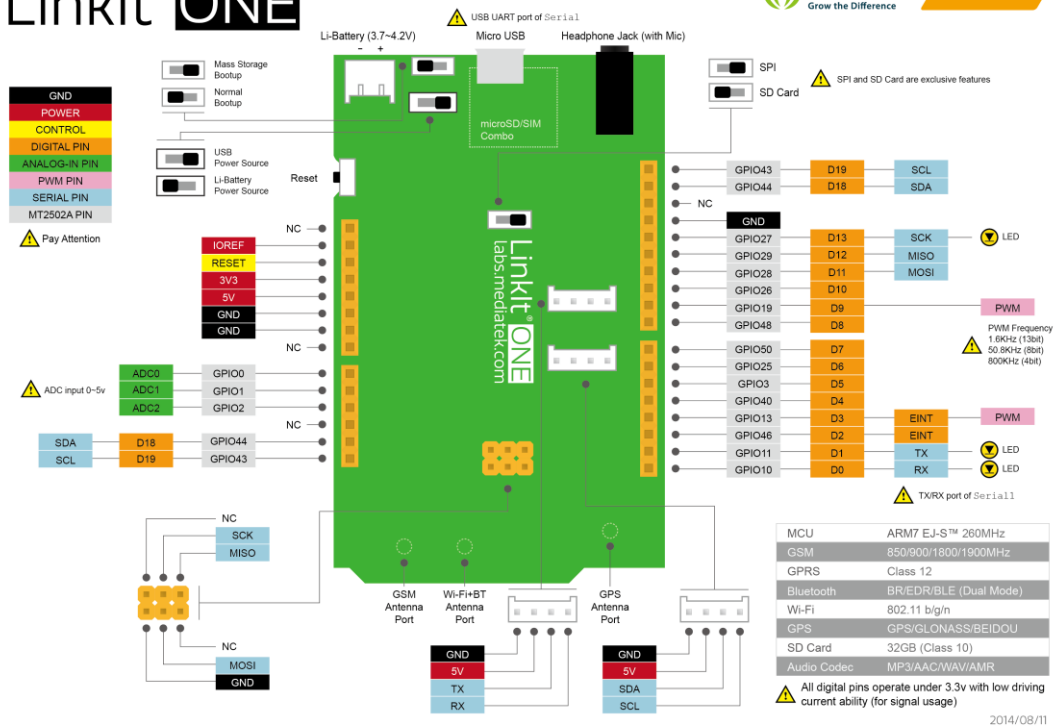 LinkIt ONE
Grow the Difference
USB UART port of Serial
Li-Battery (3.7~4.2V)
- +
Micro USB
Headphone Jack (with Mic)
Mass Storage
Bootup
Normal
Bootup
USB
Power Source
Li-Battery
Power Source
SPI
SD Card
SPI and SD Card are exclusive features
GND
POWER
CONTROL
DIGITAL PIN
ANALOG-IN PIN
PWM PIN
SERIAL PIN
MT2502A PIN
Pay Attention
microSD/SIM
Combo
Reset
NC
IOREF
RESET
3V3
5V
GND
GND
NC
ADC input 0~5v
ADC0 GPIO0
ADC1 GPIO1
ADC2 GPIO2
NC
SDA D18 GPIO44
SCL D19 GPIO43
LinkIt ONE
labs.mediatek.com
GPIO43 D19 SCL
GPIO44 D18 SDA
NC
GND
GPIO27 D13 SCK LED
GPIO29 D12 MISO
GPIO28 D11 MOSI
GPIO26 D10
GPIO19 D9 PWM
GPIO48 D8
PWM Frequency
1.6KHz (13bit)
50.8KHz (8bit)
800KHz (4bit)
GPIO50 D7
GPIO25 D6
GPIO3 D5
GPIO40 D4
GPIO13 D3 EINT PWM
GPIO46 D2 EINT
GPIO11 D1 TX LED
GPIO10 D0 RX LED
TX/RX port of Serial1
NC
SCK
MISO
NC
MOSI
GND
GSM
Antenna
Port
Wi-Fi+BT
Antenna
Port
GPS
Antenna
Port
GND
5V
TX
RX
GND
5V
SDA
SCL
MCU ARM7 EJ-S™ 260MHz
GSM 850/900/1800/1900MHz
GPRS Class 12
Bluetooth BR/EDR/BLE (Dual Mode)
Wi-Fi 802.11 b/g/n
GPS GPS/GLONASS/BEIDOU
SD Card 32GB (Class 10)
Audio Codec MP3/AAC/WAV/AMR
All digital pins operate under 3.3v with low driving
current ability (for signal usage)
2014/08/11